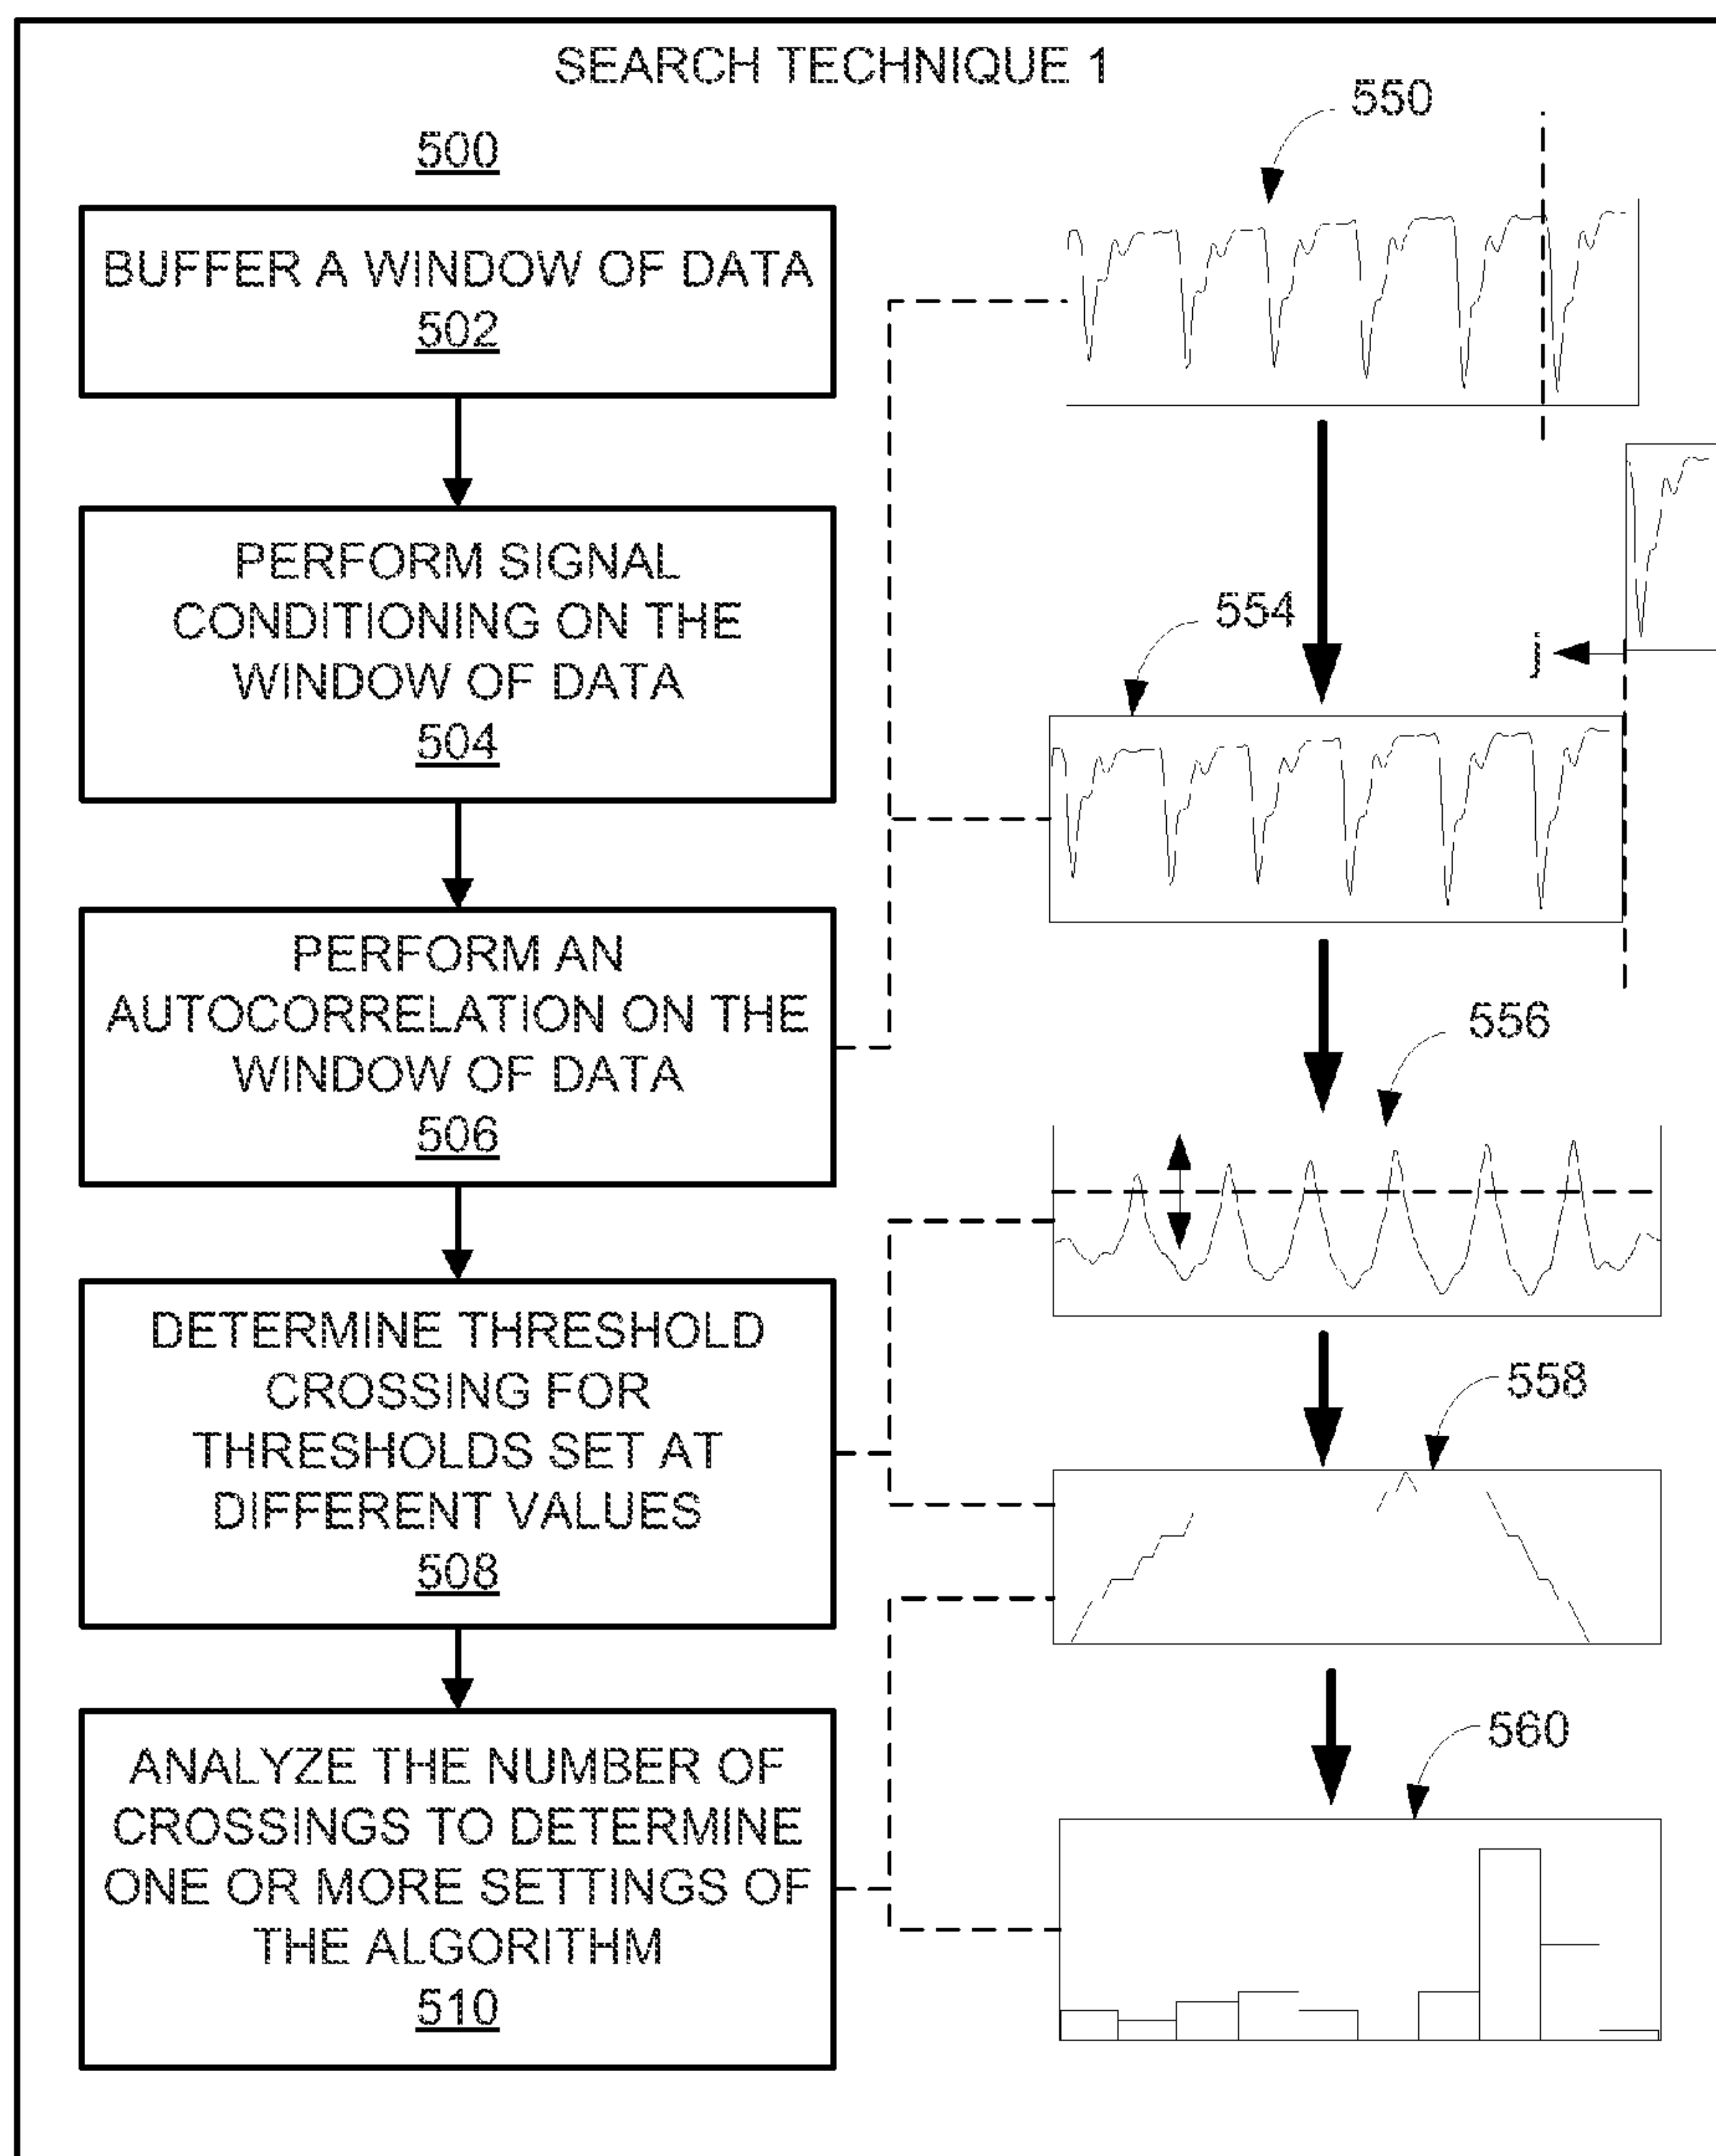 SEARCH TECHNIQUE 1
500
550
BUFFER A WINDOW OF DATA
502
PERFORM SIGNAL
CONDITIONING ON THE
WINDOW OF DATA
504
554
j
PERFORM AN
AUTOCORRELATION ON THE
WINDOW OF DATA
506
556
DETERMINE THRESHOLD
CROSSING FOR
THRESHOLDS SET AT
DIFFERENT VALUES
508
558
ANALYZE THE NUMBER OF
CROSSINGS TO DETERMINE
ONE OR MORE SETTINGS OF
THE ALGORITHM
510
560